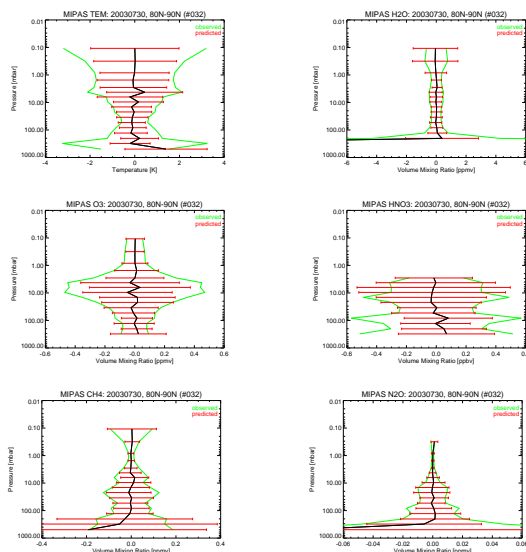 MIPAS TEM: 20030730, 80N-90N (#032)
observed
predicted
0.01
0.10
1.00
10.00
100.00
1000.00
Pressure [mbar]
-4 -2 0 2 4
Temperature [K]
MIPAS H2O: 20030730, 80N-90N (#032)
observed
predicted
0.01
0.10
1.00
10.00
100.00
1000.00
Pressure [mbar]
-6 -4 -2 0 2 4 6
Volume Mixing Ratio [ppmv]
MIPAS O3: 20030730, 80N-90N (#032)
observed
predicted
0.01
0.10
1.00
10.00
100.00
1000.00
Pressure [mbar]
-0.6 -0.4 -0.2 0.0 0.2 0.4 0.6
Volume Mixing Ratio [ppmv]
MIPAS HNO3: 20030730, 80N-90N (#032)
observed
predicted
0.01
0.10
1.00
10.00
100.00
1000.00
Pressure [mbar]
-0.6 -0.4 -0.2 0.0 0.2 0.4 0.6
Volume Mixing Ratio [ppbv]
MIPAS CH4: 20030730, 80N-90N (#032)
observed
predicted
0.01
0.10
1.00
10.00
100.00
1000.00
Pressure [mbar]
-0.4 -0.2 0.0 0.2 0.4
Volume Mixing Ratio [ppmv]
MIPAS N2O: 20030730, 80N-90N (#032)
observed
predicted
0.01
0.10
1.00
10.00
100.00
1000.00
Pressure [mbar]
-0.06 -0.04 -0.02 0.00 0.02 0.04 0.06
Volume Mixing Ratio [ppmv]